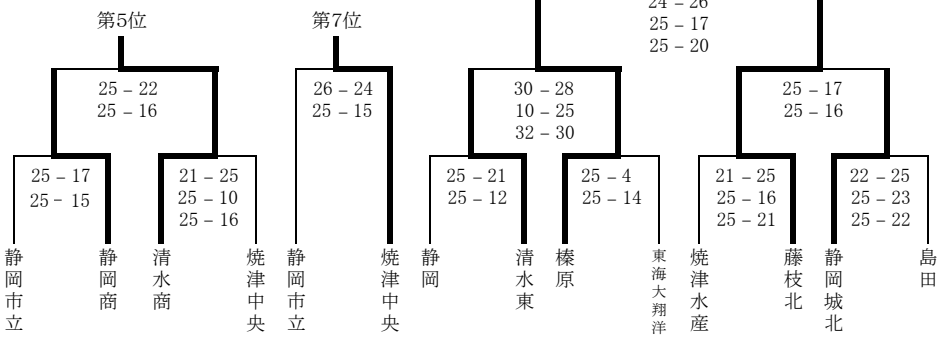 24 – 26
25 – 17
25 – 20
第5位
第7位
25 – 22
25 – 16
26 – 24
25 – 15
30 – 28
10 – 25
32 – 30
25 – 17
25 – 16
25 – 17
25 – 15
21 – 25
25 – 10
25 – 16
25 – 21
25 – 12
25 – 4
25 – 14
21 – 25
25 – 16
25 – 21
22 – 25
25 – 23
25 – 22
静岡市立
静岡商
清水商
焼津中央
静岡市立
焼津中央
静岡
清水東
榛原
東海大翔洋
焼津水産
藤枝北
静岡城北
島田